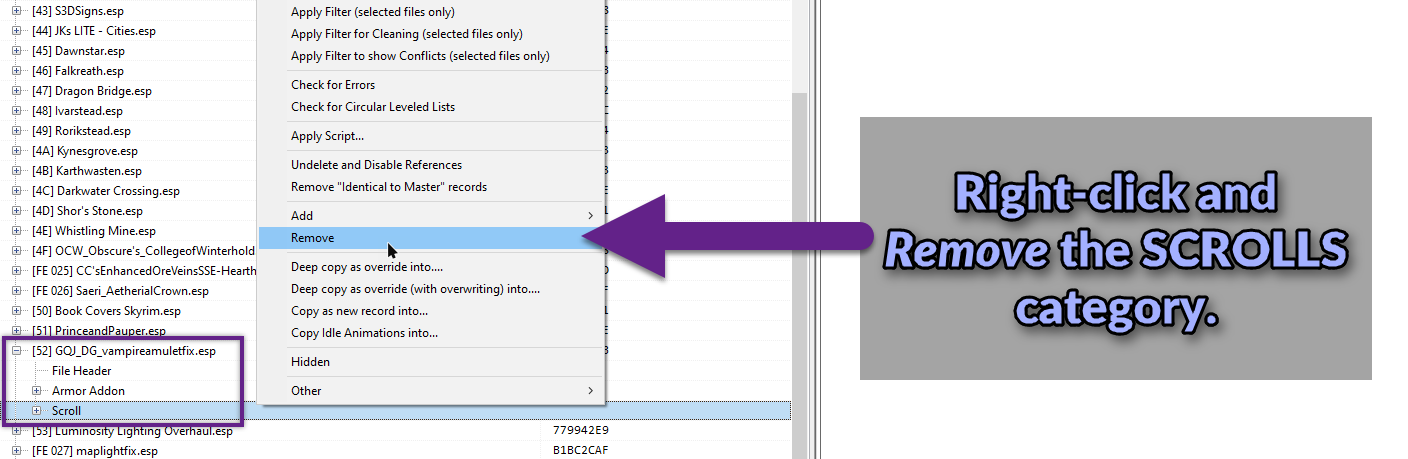 [43] S3DSigns.esp
[44] JKs LITE - Cities.esp
[45] Dawnstar.esp
[46] Falkreath.esp
[47] Dragon Bridge.esp
[48] Ivarstead.esp
[49] Rorikstead.esp
[4A] Kynesgrove.esp
[4B] Karthwasten.esp
[4C] Darkwater Crossing.esp
[4D] Shor's Stone.esp
[4E] Whistling Mine.esp
[4F] OCW_Obscure's_CollegeofWinterhold
[FE 025] CC'sEnhancedOreVeinsSSE-Hearth
[FE 026] Saeri_AetherialCrown.esp
[50] Book Covers Skyrim.esp
[51] PrinceandPauper.esp
[52] GQJ_DG_vampireamuletfix.esp
File Header
Armor Addon
Scroll
[53] Luminosity Lighting Overhaul.esp
779942E9
[FE 027] maplightfix.esp
B1BC2CAF
Apply Filter (selected files only)
Apply Filter for Cleaning (selected files only)
Apply Filter to show Conflicts (selected files only)
Check for Errors
Check for Circular Leveled Lists
Apply Script...
Undelete and Disable References
Remove "Identical to Master" records
Add
Remove
Deep copy as override into....
Deep copy as override (with overwriting) into....
Copy as new record into...
Copy Idle Animations into...
Hidden
Other
Right-click and
Remove the SCROLLS
category.